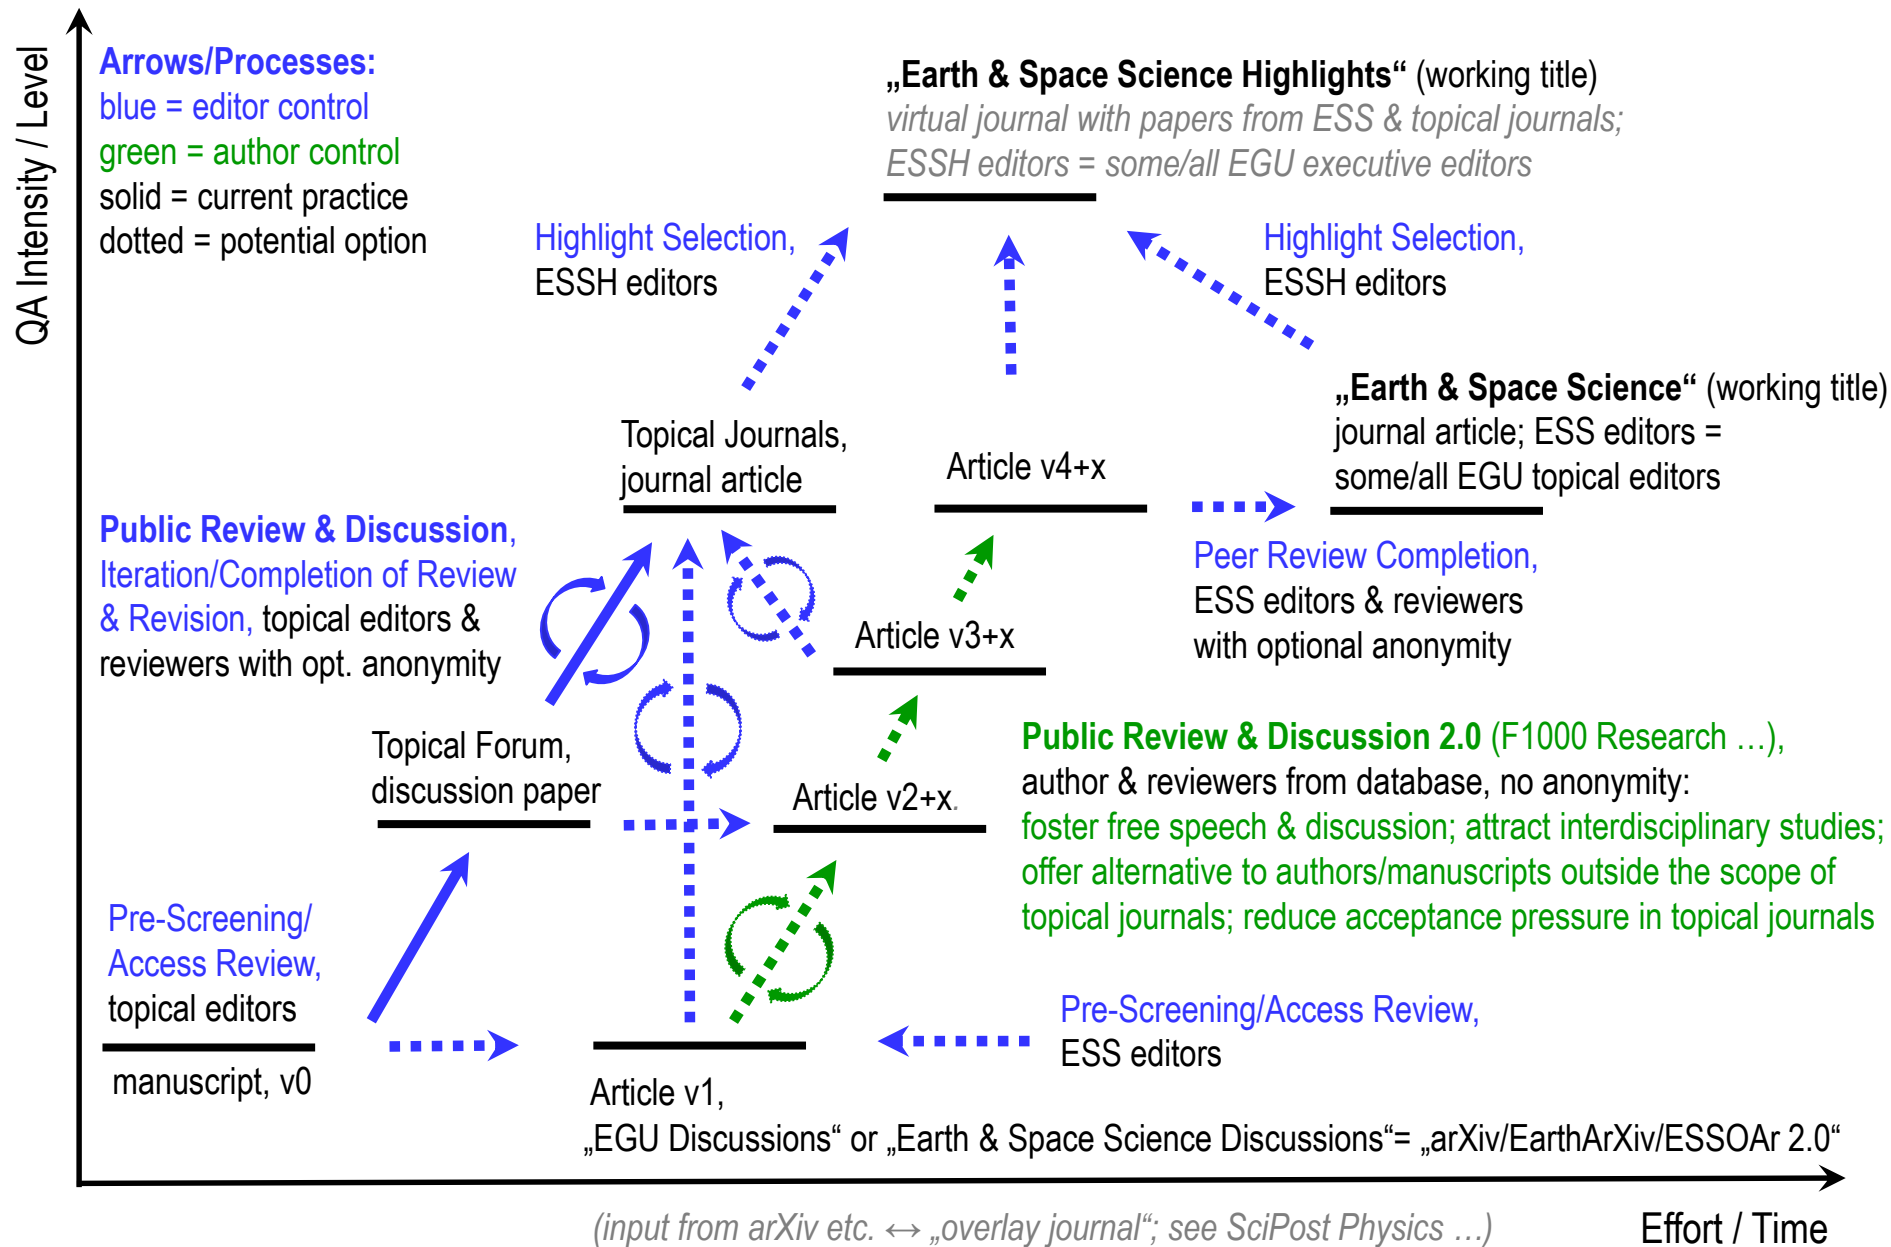 QA Intensity / Level
Arrows/Processes:
blue = editor control
green = author control
solid = current practice
dotted = potential option
„Earth & Space Science Highlights“ (working title)
virtual journal with papers from ESS & topical journals;
ESSH editors = some/all EGU executive editors
Highlight Selection,
ESSH editors
Highlight Selection,
ESSH editors
„Earth & Space Science“ (working title)
journal article; ESS editors =
some/all EGU topical editors
Topical Journals,
journal article
Article v4+x
Public Review & Discussion,
Iteration/Completion of Review
& Revision, topical editors &
reviewers with opt. anonymity
Peer Review Completion,
ESS editors & reviewers
with optional anonymity
Article v3+x
Topical Forum,
discussion paper
Article v2+x.
Public Review & Discussion 2.0 (F1000 Research …),
author & reviewers from database, no anonymity:
foster free speech & discussion; attract interdisciplinary studies;
offer alternative to authors/manuscripts outside the scope of
topical journals; reduce acceptance pressure in topical journals
Pre-Screening/
Access Review,
topical editors
manuscript, v0
Pre-Screening/Access Review,
ESS editors
Article v1,
„EGU Discussions“ or „Earth & Space Science Discussions“= „arXiv/EarthArXiv/ESSOAr 2.0“
(input from arXiv etc. ↔ „overlay journal“; see SciPost Physics …)
Effort / Time